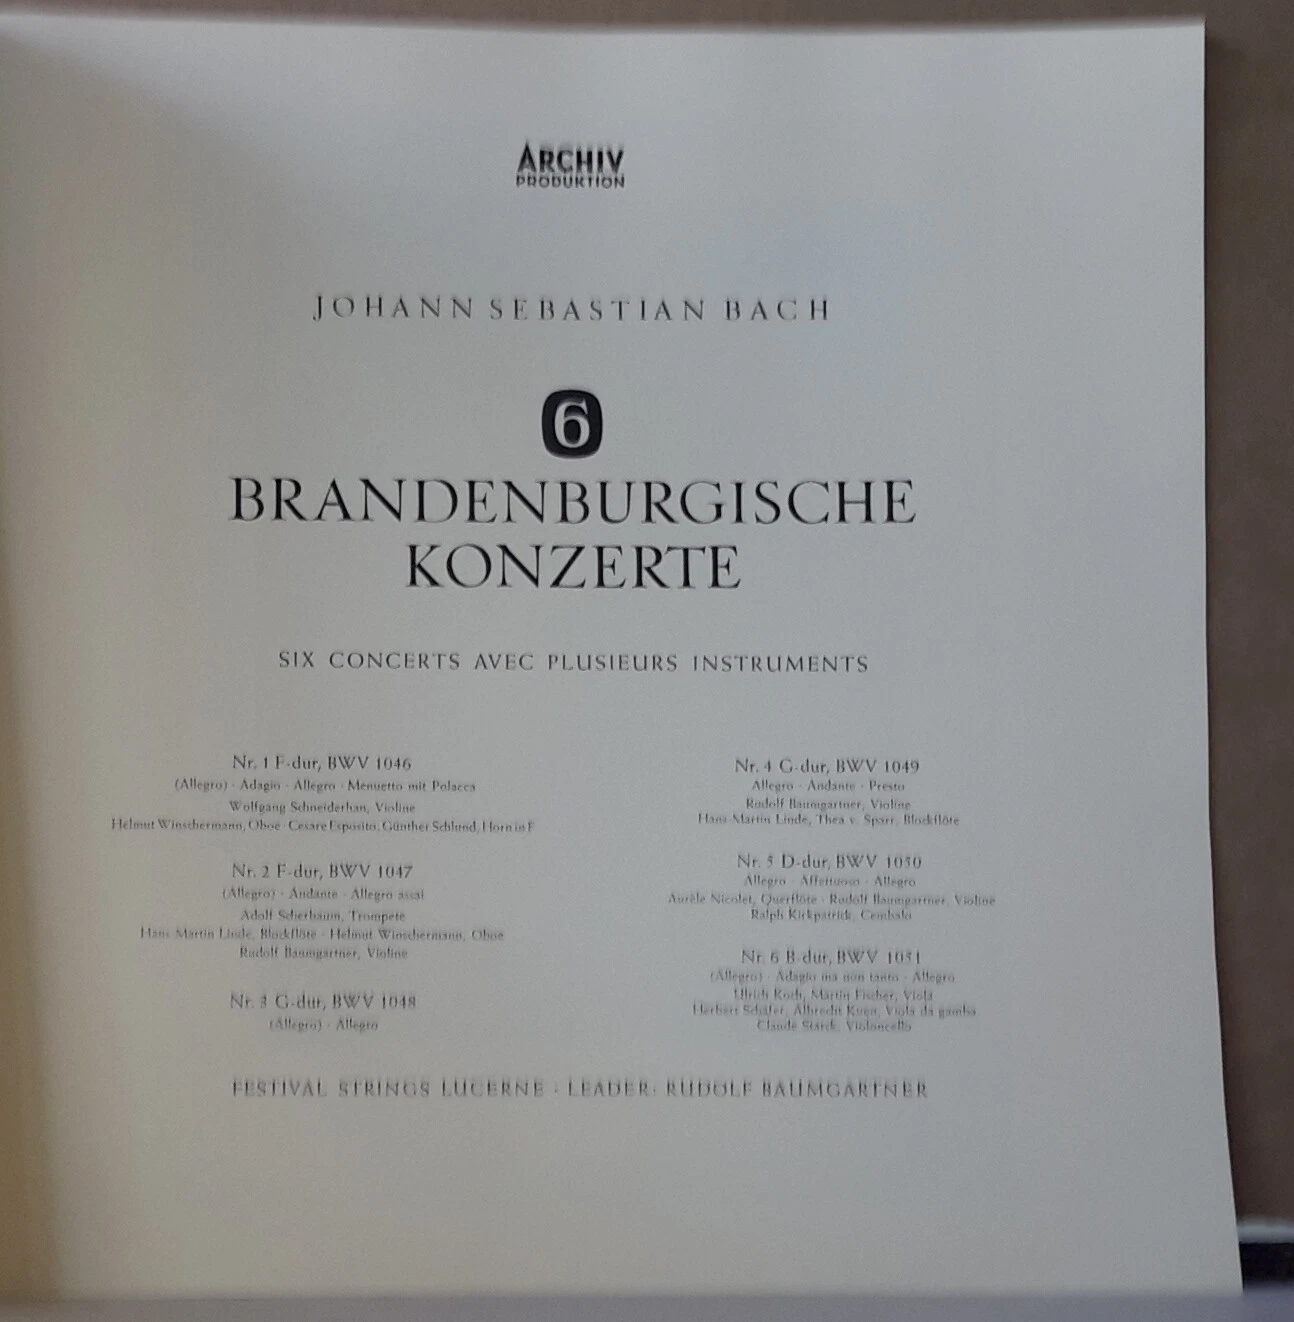 ARCHIV
PRODUKTION
JOHANN SEBASTIAN BACH
6
BRANDENBURGISCHE
KONZERTE
SIX CONCERTS AVEC PLUSIEURS INSTRUMENTS
Nr. 1 F-dur, BWV 1046
(Allegro) · Adagio · Allegro · Menuetto mit Polacca
Wolfgang Schneiderhan, Violine
Helmut Winschermann, Oboe · Cesare Esposito, Günther Schlund, Horn in F
Nr. 2 F-dur, BWV 1047
(Allegro) · Andante · Allegro assai
Adolf Scherbaum, Trompete
Hans Martin Linde, Blockflöte · Helmut Winschermann, Oboe
Rudolf Baumgartner, Violine
Nr. 3 G-dur, BWV 1048
(Allegro) · Allegro
Nr. 4 G-dur, BWV 1049
Allegro · Andante · Presto
Rudolf Baumgartner, Violine
Hans Martin Linde, Thea v. Sparr, Blockflöte
Nr. 5 D-dur, BWV 1050
Allegro · Affettuoso · Allegro
Aurèle Nicolet, Querflöte · Rudolf Baumgartner, Violine
Ralph Kirkpatrick, Cembalo
Nr. 6 B-dur, BWV 1051
(Allegro) · Adagio ma non tanto · Allegro
Ulrich Koch, Martin Fischer, Viola
Herbert Schäfer, Albrecht Viola da gamba
Claude Starck, Violoncello
FESTIVAL STRINGS LUCERNE · LEADER: RUDOLF BAUMGARTNER